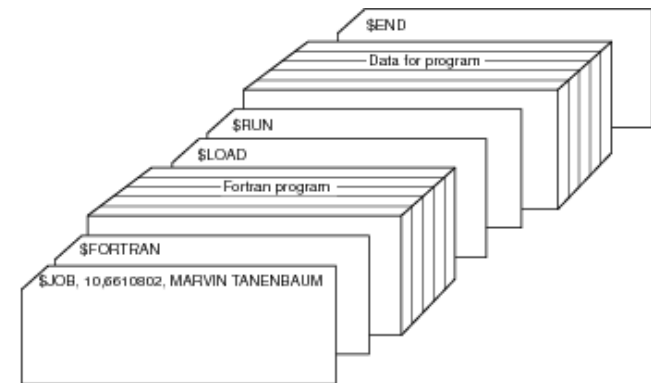 $END
Data for program
$RUN
$LOAD
Fortran program
$FORTRAN
$JOB, 10,6610802, MARVIN TANENBAUM